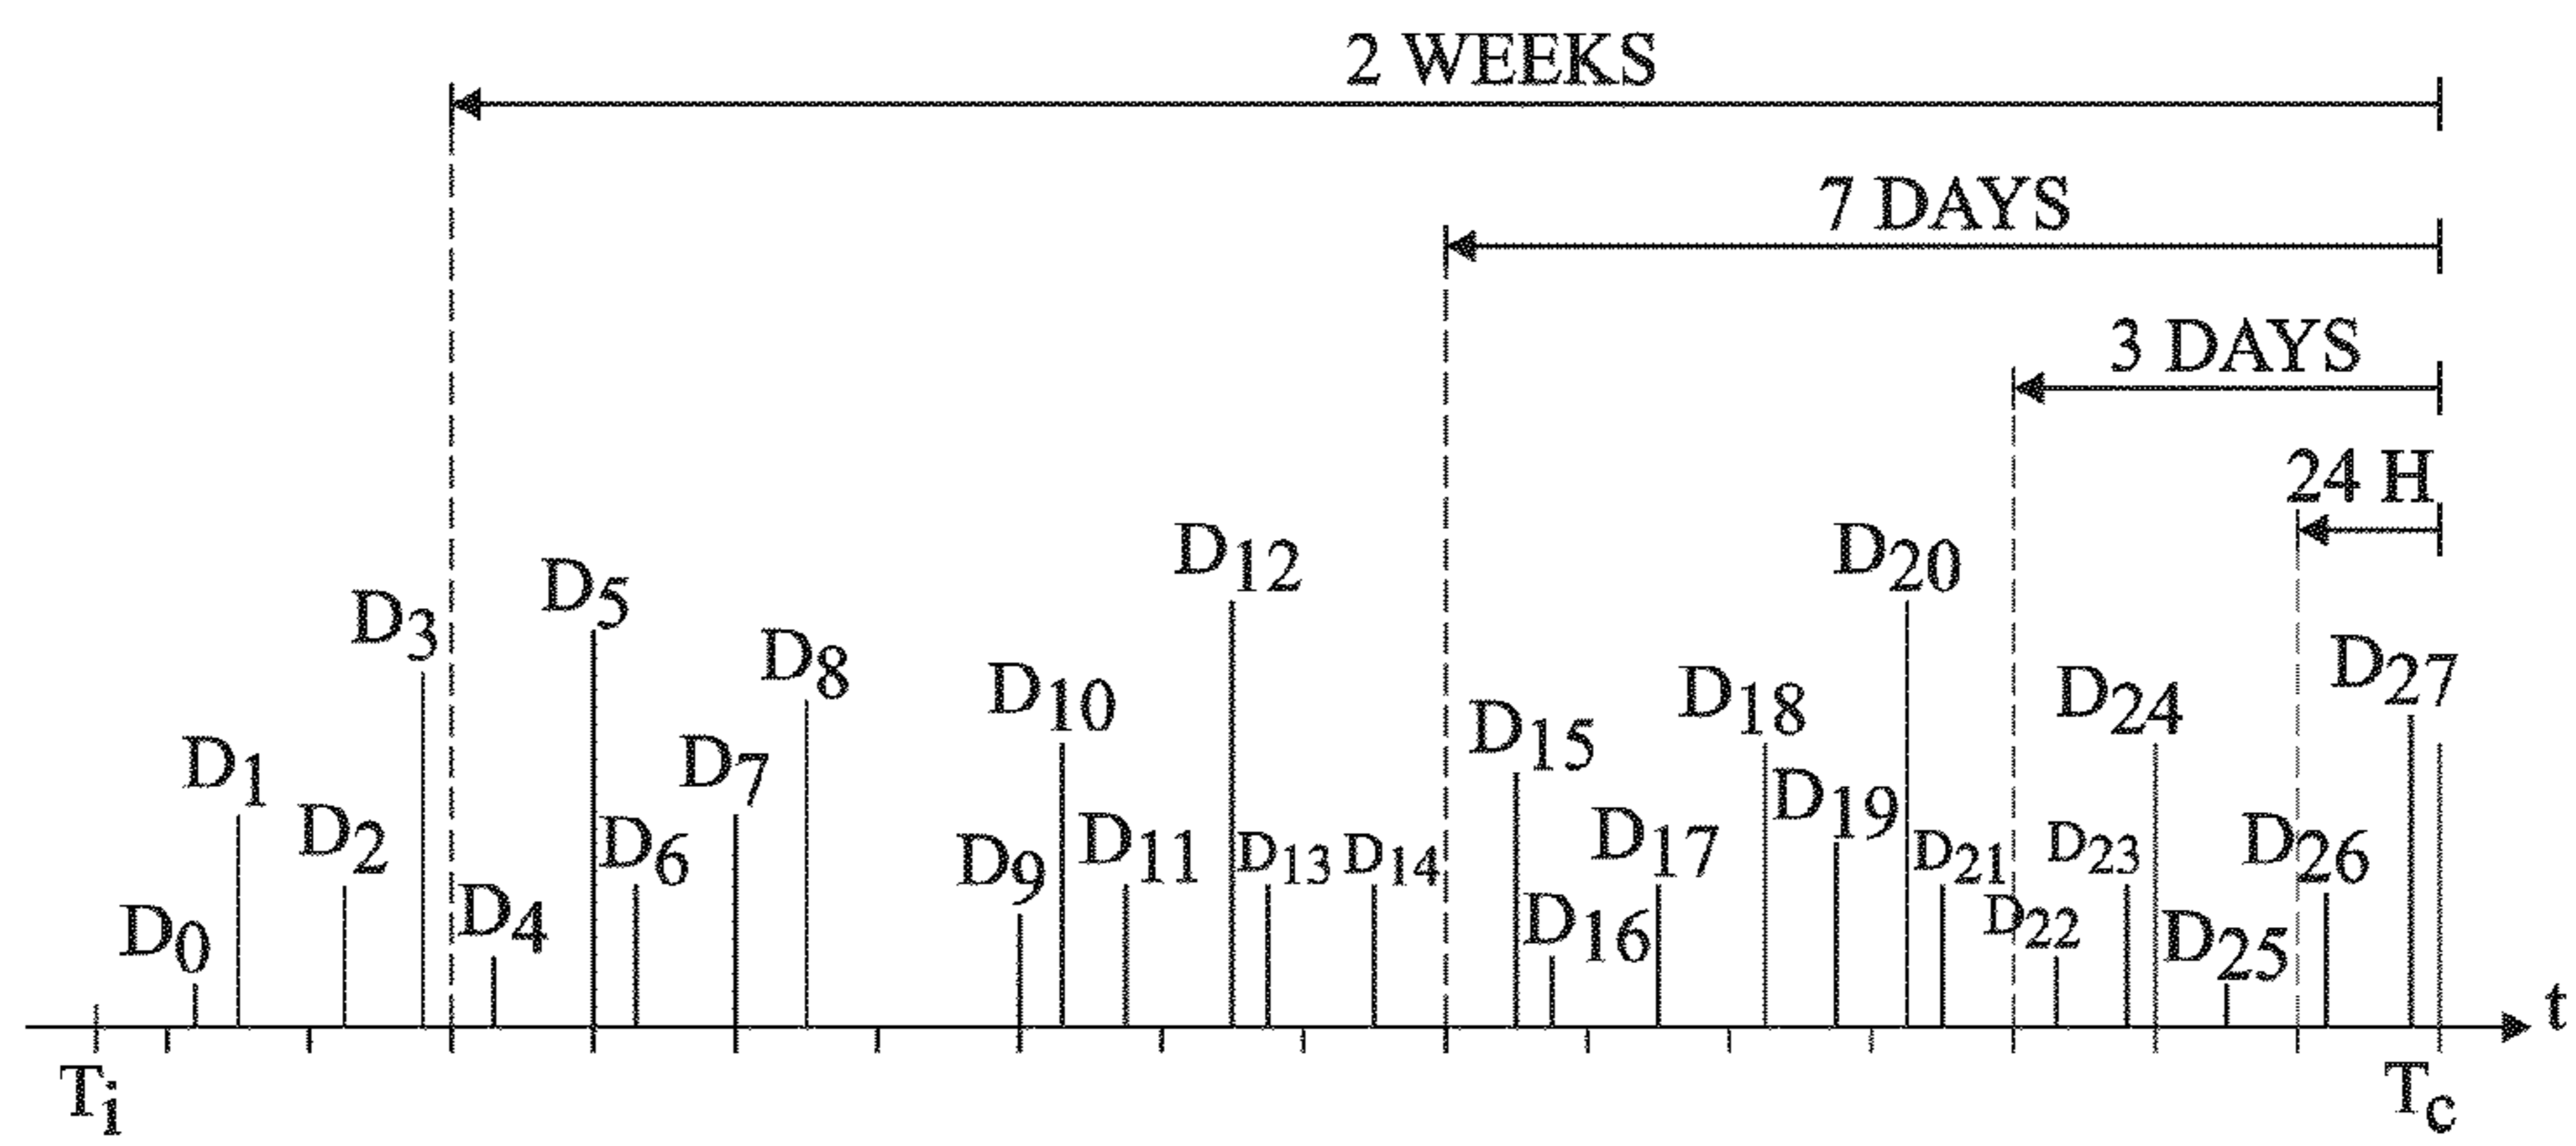 2 WEEKS
7 DAYS
3 DAYS
24 H
D0
D1
D2
D3
D4
D5
D6
D7
D8
D9
D10
D11
D12
D13
D14
D15
D16
D17
D18
D19
D20
D21
D22
D23
D24
D25
D26
D27
t
Ti
Tc